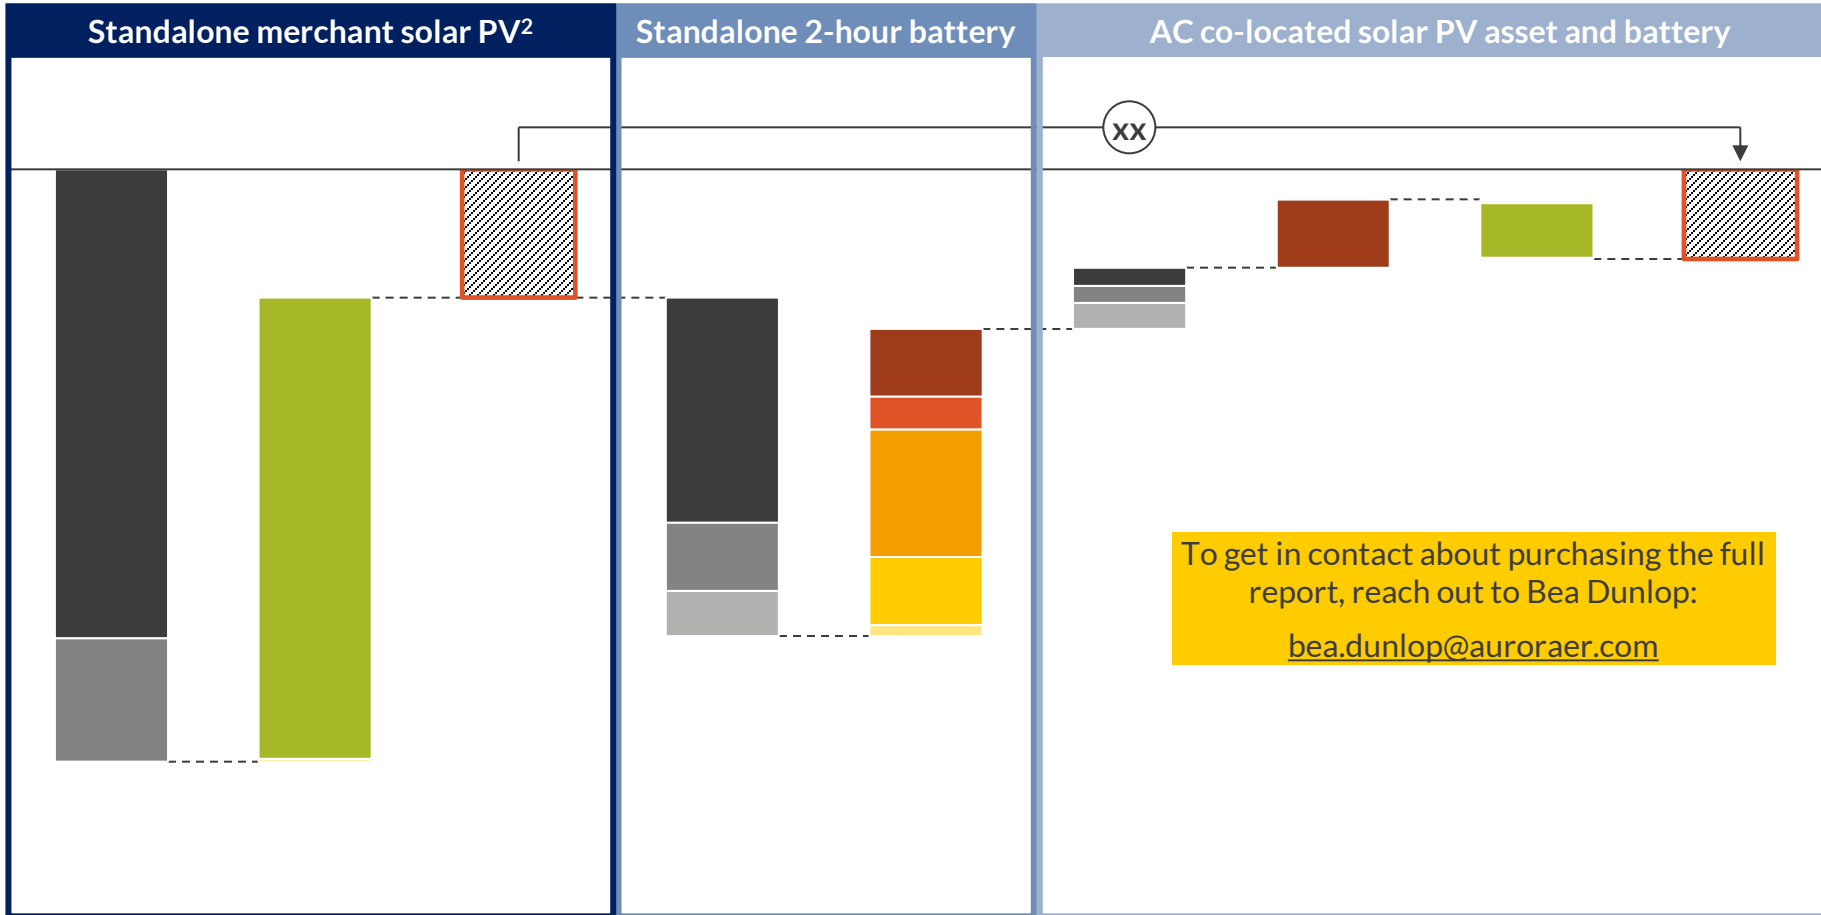 Standalone merchant solar PV2
Standalone 2-hour battery
AC co-located solar PV asset and battery
xx
To get in contact about purchasing the full
report, reach out to Bea Dunlop:
bea.dunlop@auroraer.com